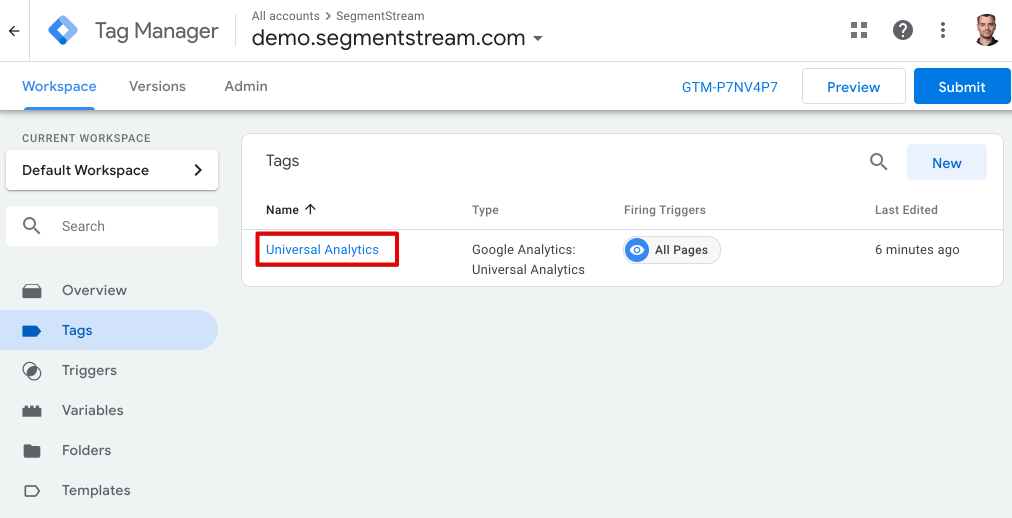 Tag Manager
All accounts > SegmentStream
demo.segmentstream.com
Workspace
Versions
Admin
GTM-P7NV4P7
Preview
Submit
CURRENT WORKSPACE
Default Workspace
Search
Overview
Tags
Triggers
Variables
Folders
Templates
Tags
New
Name
Type
Firing Triggers
Last Edited
Universal Analytics
Google Analytics:
Universal Analytics
All Pages
6 minutes ago